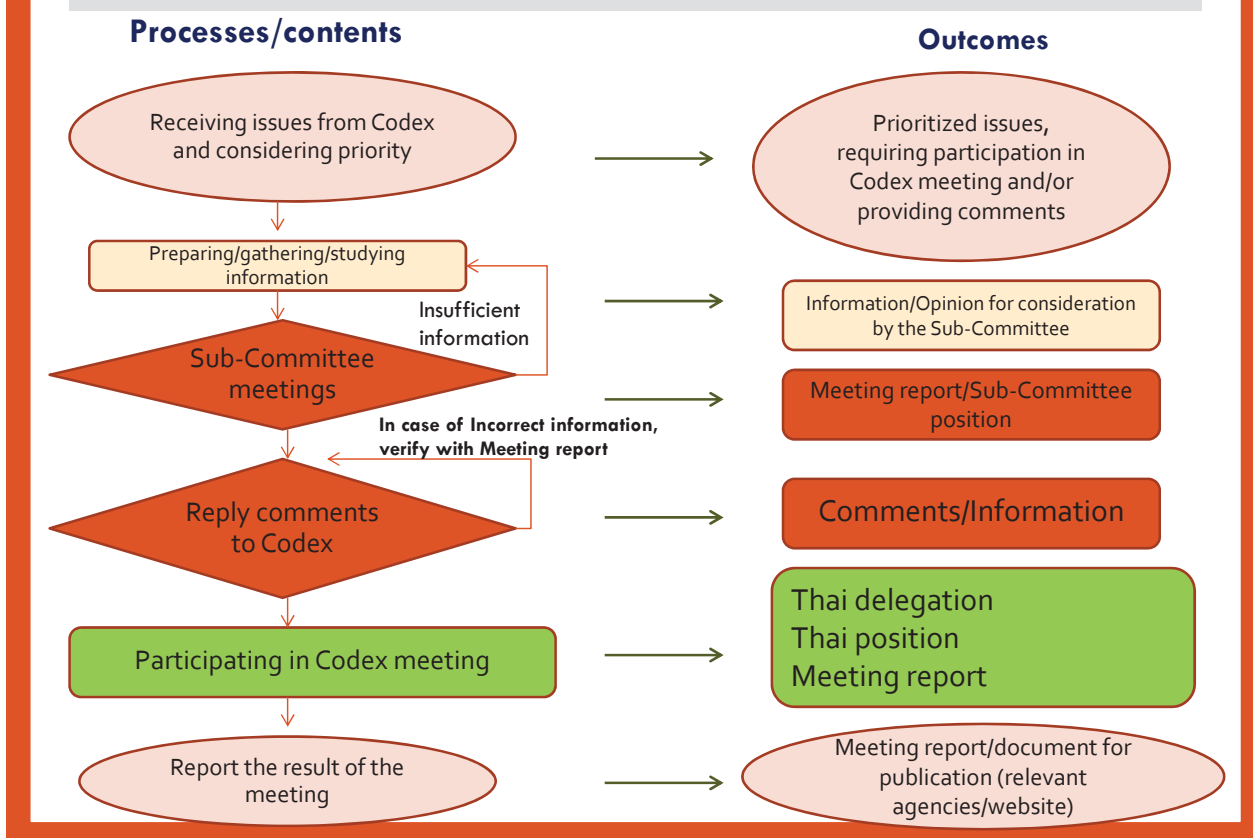 Processes/contents
Outcomes
Receiving issues from Codex
and considering priority
Prioritized issues,
requiring participation in
Codex meeting and/or
providing comments
Preparing/gathering/studying
information
Insufficient
information
Information/Opinion for consideration
by the Sub-Committee
Sub-Committee
meetings
Meeting report/Sub-Committee
position
In case of Incorrect information,
verify with Meeting report
Reply comments
to Codex
Comments/Information
Participating in Codex meeting
Thai delegation
Thai position
Meeting report
Report the result of the
meeting
Meeting report/document for
publication (relevant
agencies/website)